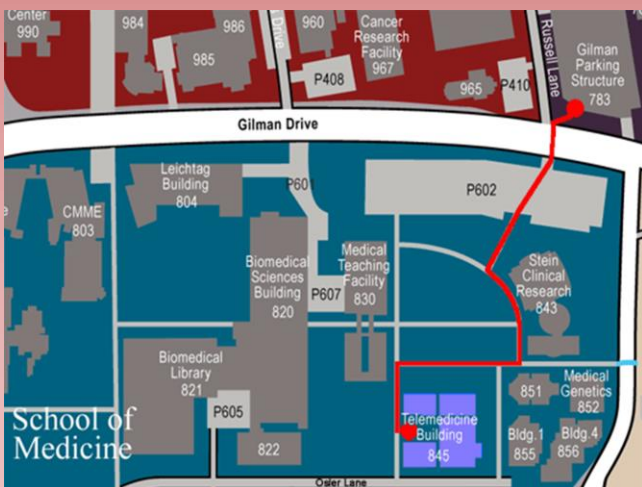 Center
990
984
986
985
Drive
960
P408
Cancer
Research
Facility
967
965
P410
Russell Lane
Gilman
Parking
Structure
783
Gilman Drive
Leichtag
Building
804
P601
P602
CMME
803
Biomedical
Sciences
Building
820
Medical
Teaching
Facility
830
P607
Stein
Clinical
Research
843
Biomedical
Library
821
P605
822
School of
Medicine
Telemedicine
Building
845
851
Medical
Genetics
852
Bldg.1
855
Bldg.4
856
Osler Lane